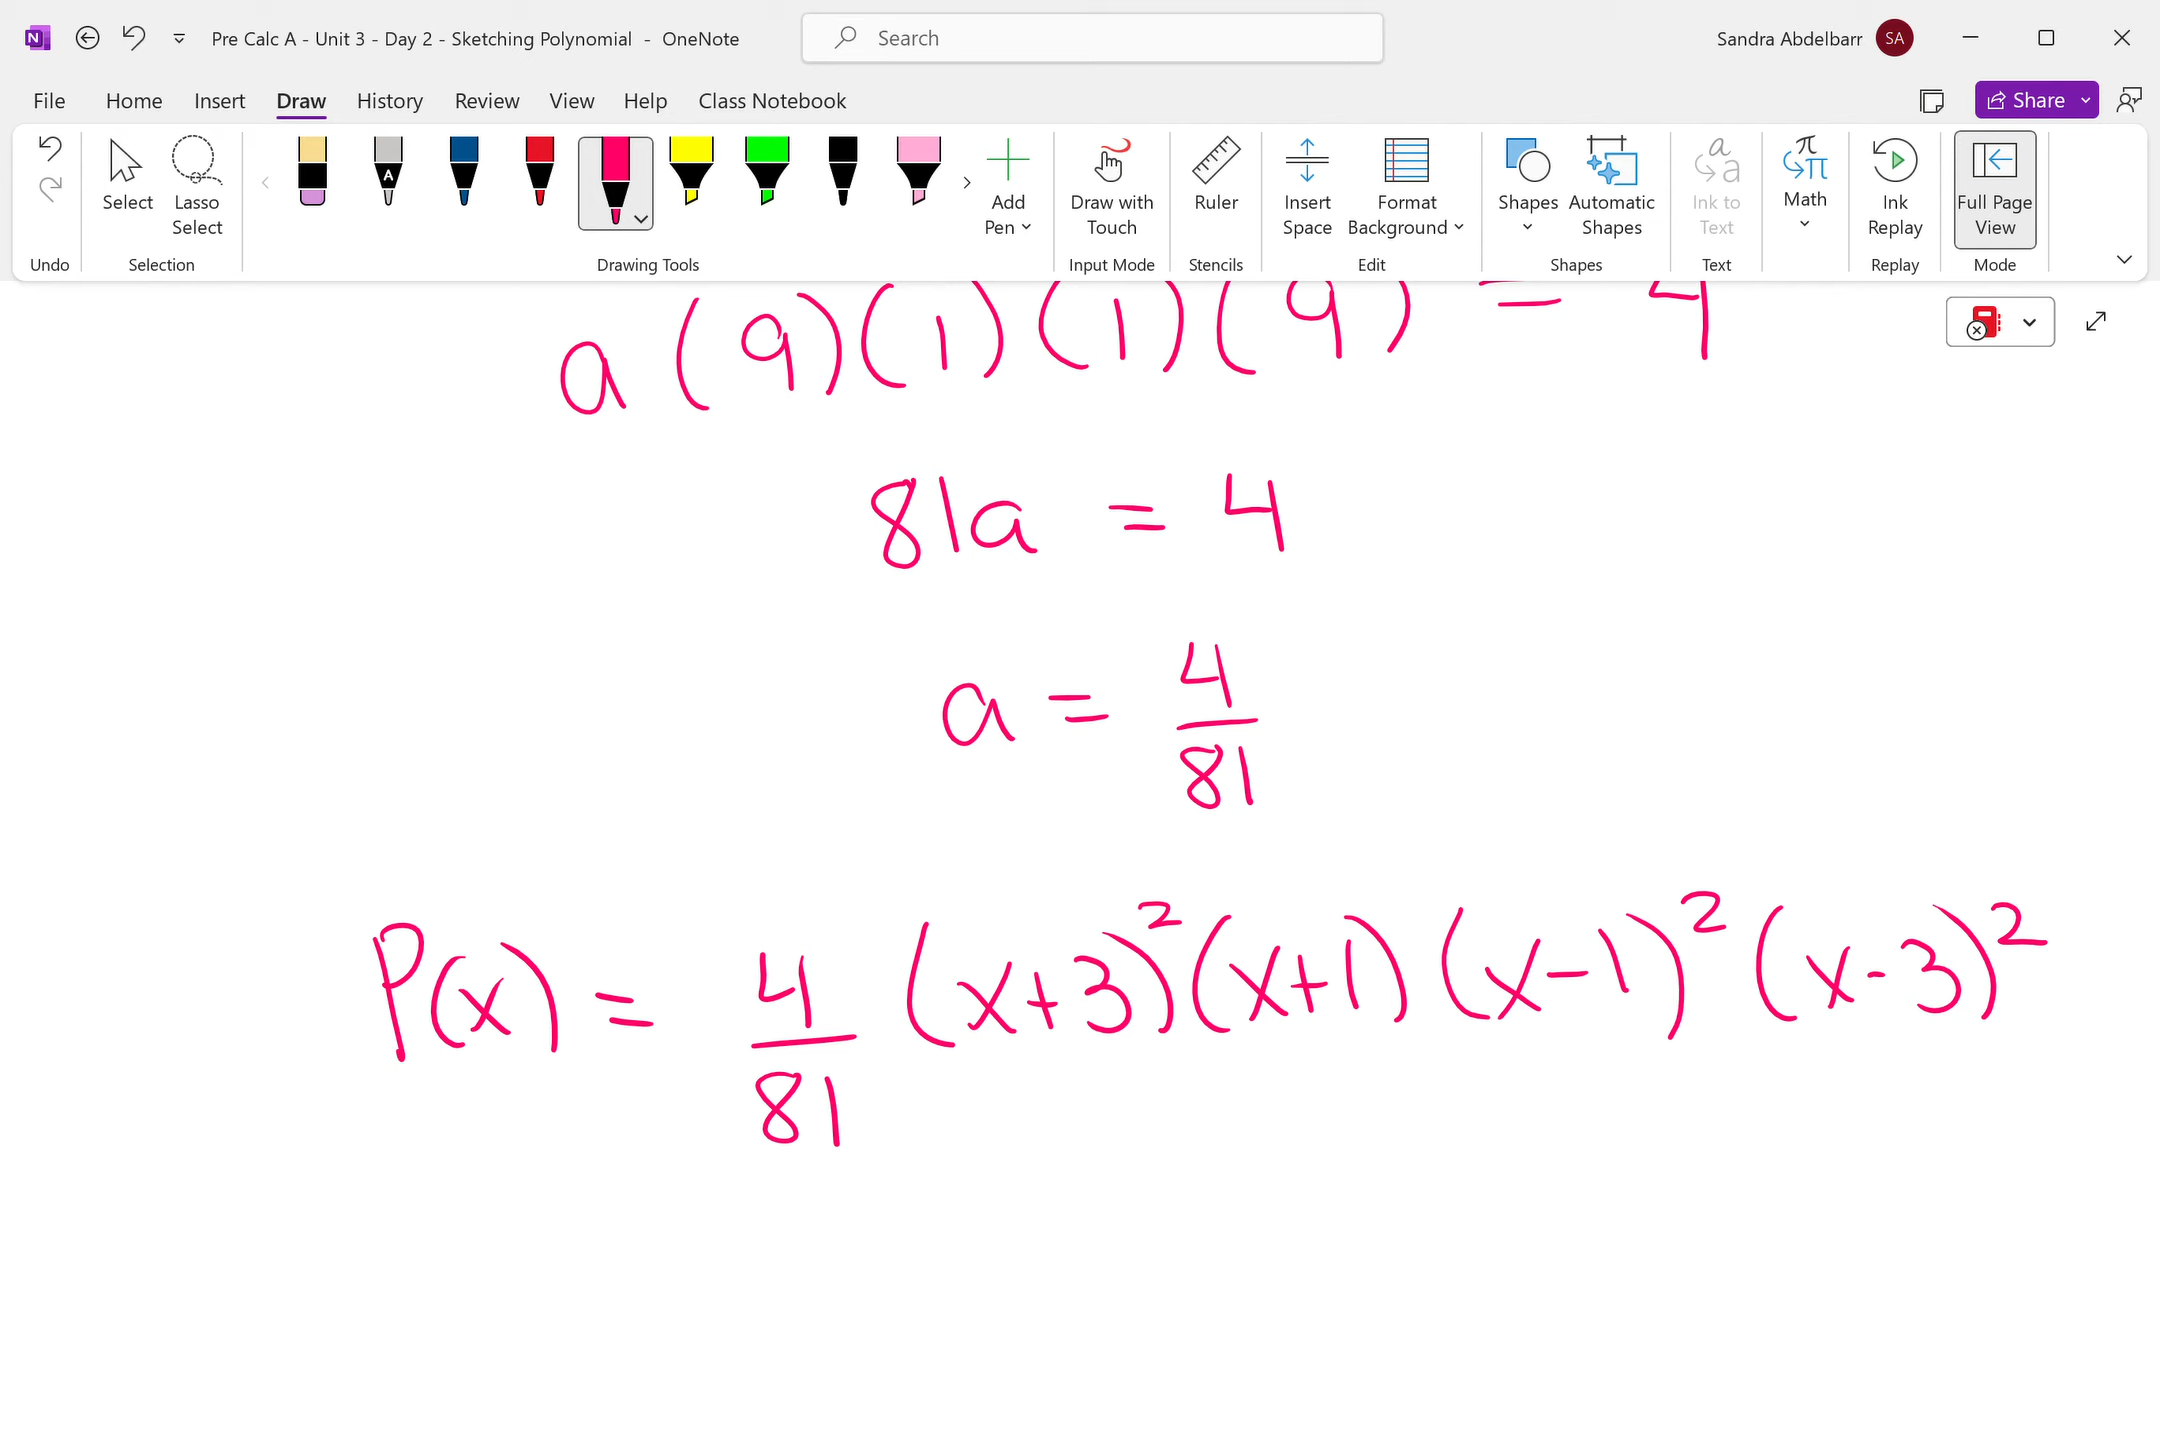 Pre Calc A - Unit 3 - Day 2 - Sketching Polynomial - OneNote
Search
Sandra Abdelbarr SA
File Home Insert Draw History Review View Help Class Notebook Share
Select
Lasso Select
A
Add Pen
Draw with Touch
Ruler
Insert Space
Format Background
Shapes
Automatic Shapes
Ink to Text
Math
Ink Replay
Full Page View
Undo Selection Drawing Tools Input Mode Stencils Edit Shapes Text Replay Mode
a(9)(1)(1)(9) = 4
81a = 4
a = 4/81
P(x) = 4/81 (x+3)²(x+1)(x-1)²(x-3)²